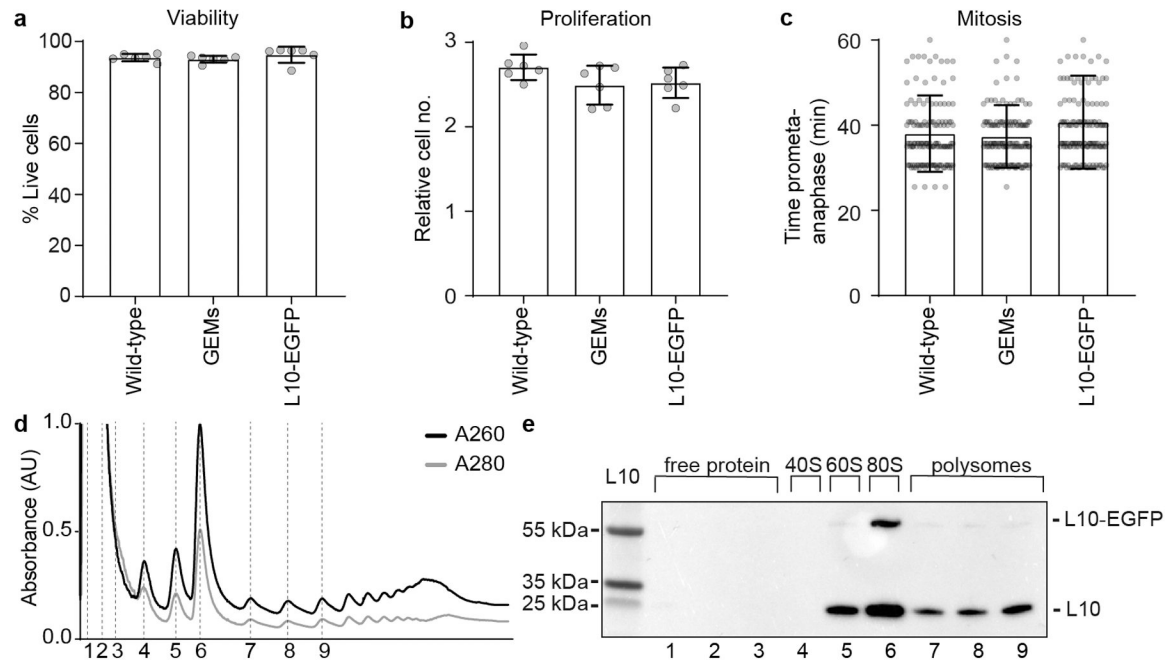 a Viability
% Live cells
100
80
60
40
20
0
Wild-type
GEMs
L10-EGFP
b Proliferation
Relative cell no.
3
2
1
0
Wild-type
GEMs
L10-EGFP
c Mitosis
Time prometa-
anaphase (min)
60
40
20
0
Wild-type
GEMs
L10-EGFP
d
Absorbance (AU)
1.0
0.5
0.0
A260
A280
1 2 3 4 5 6 7 8 9
e
L10 free protein 40S 60S 80S polysomes
55 kDa
35 kDa
25 kDa
L10-EGFP
L10
1 2 3 4 5 6 7 8 9